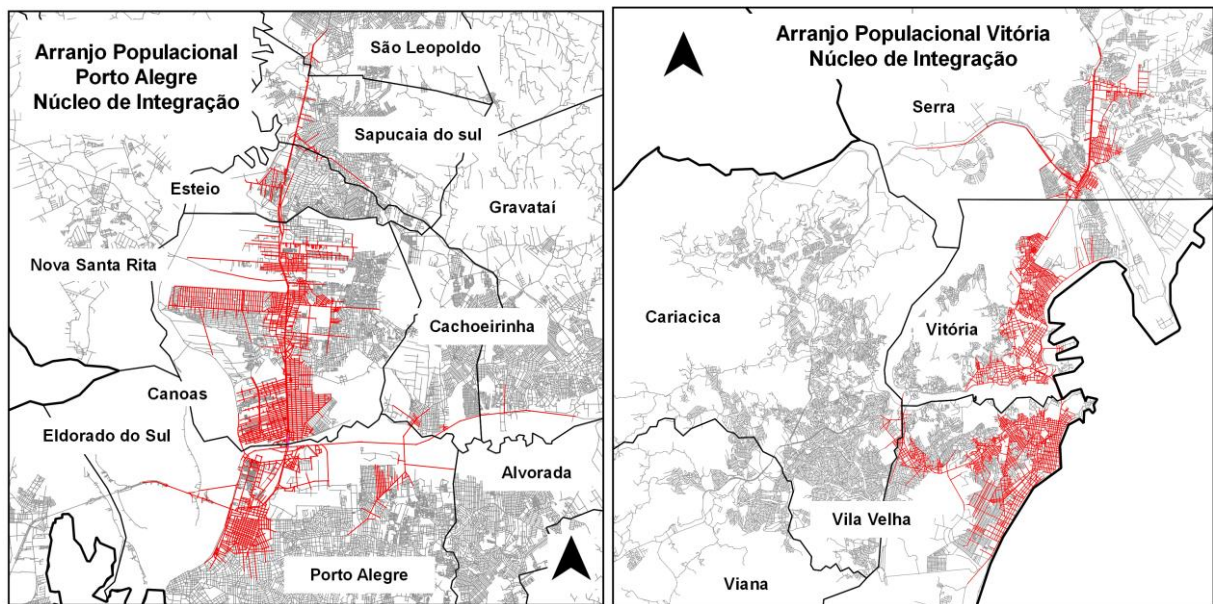 Arranjo Populacional
Porto Alegre
Núcleo de Integração
São Leopoldo
Sapucaia do sul
Esteio
Gravataí
Nova Santa Rita
Cachoeirinha
Canoas
Eldorado do Sul
Alvorada
Porto Alegre
Arranjo Populacional Vitória
Núcleo de Integração
Serra
Cariacica
Vitória
Vila Velha
Viana